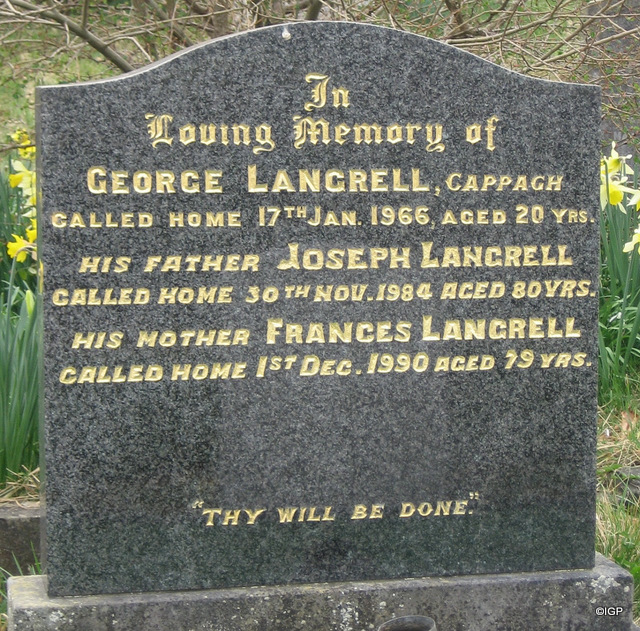 In
Loving Memory of
GEORGE LANGRELL, CAPPAGH
CALLED HOME 17TH JAN. 1966, AGED 20 YRS.
HIS FATHER JOSEPH LANGRELL
CALLED HOME 30TH NOV. 1984 AGED 80 YRS.
HIS MOTHER FRANCES LANGRELL
CALLED HOME 1ST DEC. 1990 AGED 79 YRS.
"THY WILL BE DONE."
©IGP